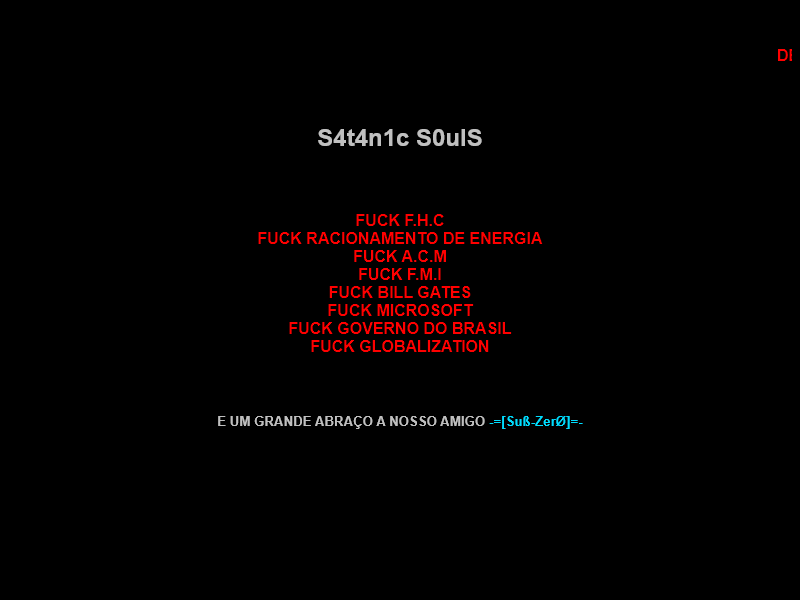 DI
S4t4n1c S0ulS
FUCK F.H.C
FUCK RACIONAMENTO DE ENERGIA
FUCK A.C.M
FUCK F.M.I
FUCK BILL GATES
FUCK MICROSOFT
FUCK GOVERNO DO BRASIL
FUCK GLOBALIZATION
E UM GRANDE ABRAÇO A NOSSO AMIGO -=[Suß-ZerØ]=-